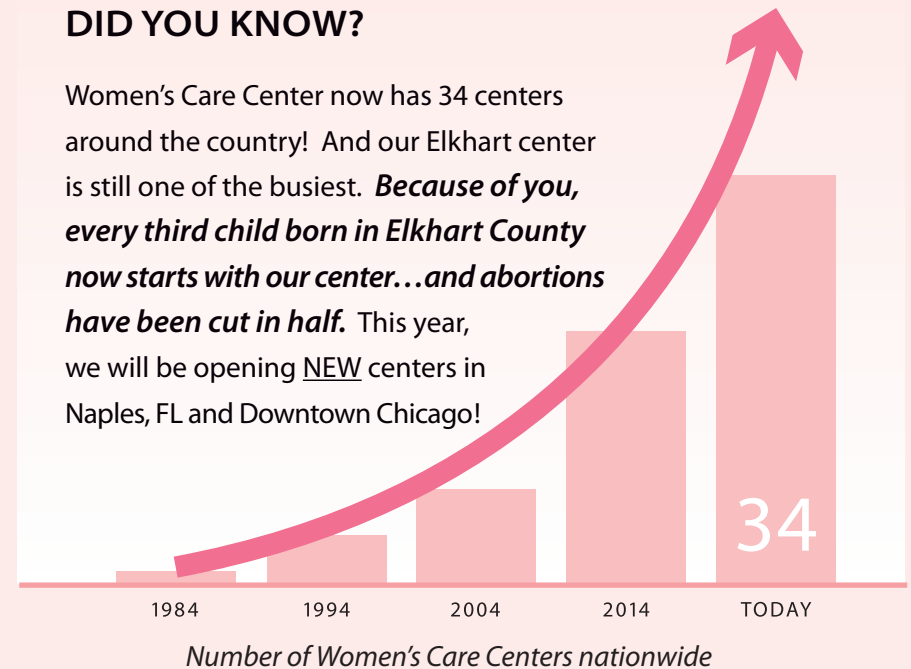 DID YOU KNOW?
Women’s Care Center now has 34 centers
around the country!  And our Elkhart center
is still one of the busiest.  Because of you,
every third child born in Elkhart County
now starts with our center…and abortions
have been cut in half.  This year,
we will be opening NEW centers in
Naples, FL and Downtown Chicago!
34
1984
1994
2004
2014
TODAY
Number of Women’s Care Centers nationwide